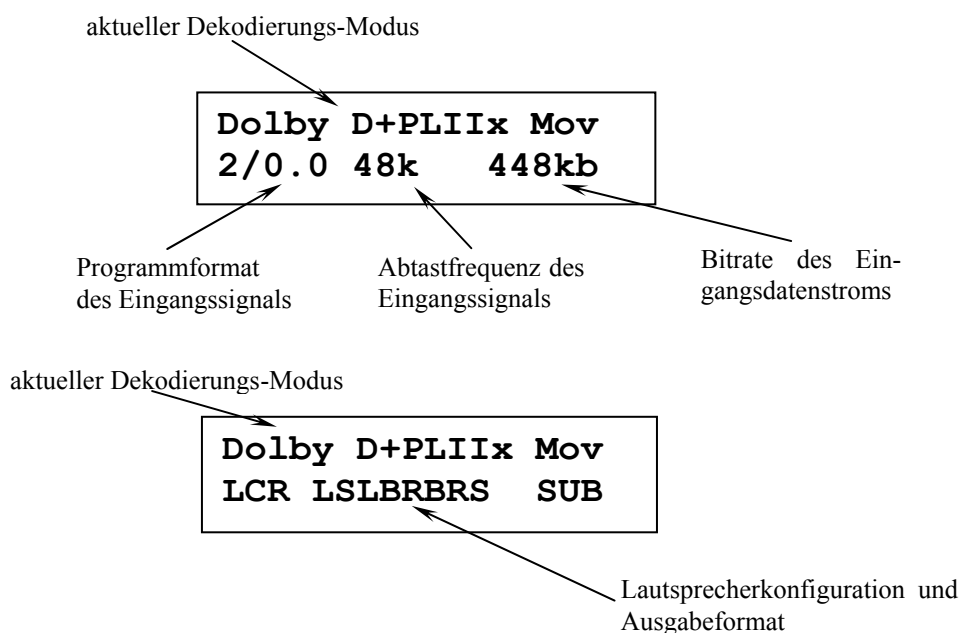 aktueller Dekodierungs-Modus
Dolby D+PLIIx Mov
2/0.0 48k 448kb
Programmformat
des Eingangssignals
Abtastfrequenz des
Eingangssignals
Bitrate des Ein-
gangsdatenstroms
aktueller Dekodierungs-Modus
Dolby D+PLIIx Mov
LCR LSLBRBRS SUB
Lautsprecherkonfiguration und
Ausgabeformat